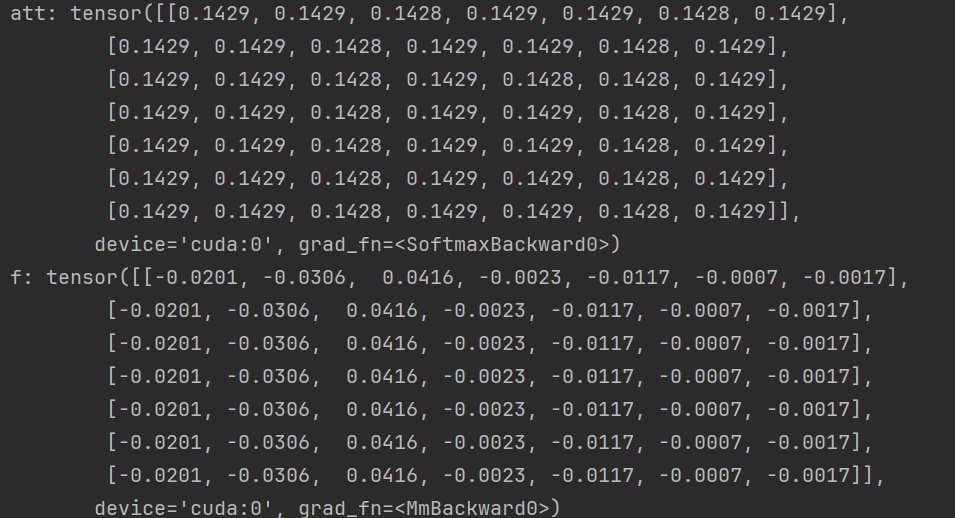 att: tensor([[0.1429, 0.1429, 0.1428, 0.1429, 0.1429, 0.1428, 0.1429],
        [0.1429, 0.1429, 0.1428, 0.1429, 0.1429, 0.1428, 0.1429],
        [0.1429, 0.1429, 0.1428, 0.1429, 0.1428, 0.1428, 0.1429],
        [0.1429, 0.1429, 0.1428, 0.1429, 0.1429, 0.1428, 0.1429],
        [0.1429, 0.1429, 0.1428, 0.1429, 0.1429, 0.1428, 0.1429],
        [0.1429, 0.1429, 0.1428, 0.1429, 0.1429, 0.1428, 0.1429],
        [0.1429, 0.1429, 0.1428, 0.1429, 0.1429, 0.1428, 0.1429]],
       device='cuda:0', grad_fn=<SoftmaxBackward0>)
f: tensor([[-0.0201, -0.0306,  0.0416, -0.0023, -0.0117, -0.0007, -0.0017],
        [-0.0201, -0.0306,  0.0416, -0.0023, -0.0117, -0.0007, -0.0017],
        [-0.0201, -0.0306,  0.0416, -0.0023, -0.0117, -0.0007, -0.0017],
        [-0.0201, -0.0306,  0.0416, -0.0023, -0.0117, -0.0007, -0.0017],
        [-0.0201, -0.0306,  0.0416, -0.0023, -0.0117, -0.0007, -0.0017],
        [-0.0201, -0.0306,  0.0416, -0.0023, -0.0117, -0.0007, -0.0017],
        [-0.0201, -0.0306,  0.0416, -0.0023, -0.0117, -0.0007, -0.0017]],
       device='cuda:0', grad_fn=<MmBackward0>)